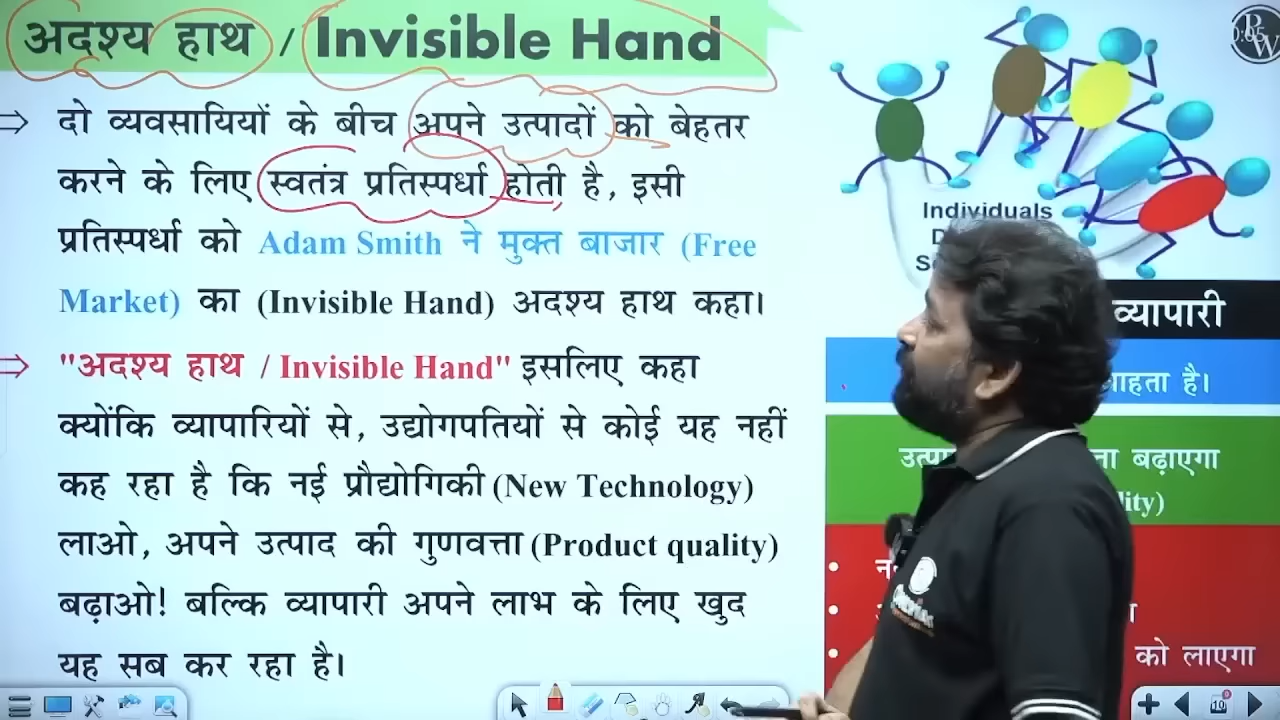 अदृश्य हाथ / Invisible Hand
⇒ दो व्यवसायियों के बीच अपने उत्पादों को बेहतर
करने के लिए स्वतंत्र प्रतिस्पर्धा होती है, इसी
प्रतिस्पर्धा को Adam Smith ने मुक्त बाजार (Free
Market) का (Invisible Hand) अदृश्य हाथ कहा।
⇒ "अदृश्य हाथ / Invisible Hand" इसलिए कहा
क्योंकि व्यापारियों से, उद्योगपतियों से कोई यह नहीं
कह रहा है कि नई प्रौद्योगिकी (New Technology)
लाओ, अपने उत्पाद की गुणवत्ता (Product quality)
बढ़ाओ! बल्कि व्यापारी अपने लाभ के लिए खुद
यह सब कर रहा है।
PW
Individuals
व्यापारी
है।
बढ़ाएगा
को लाएगा
19